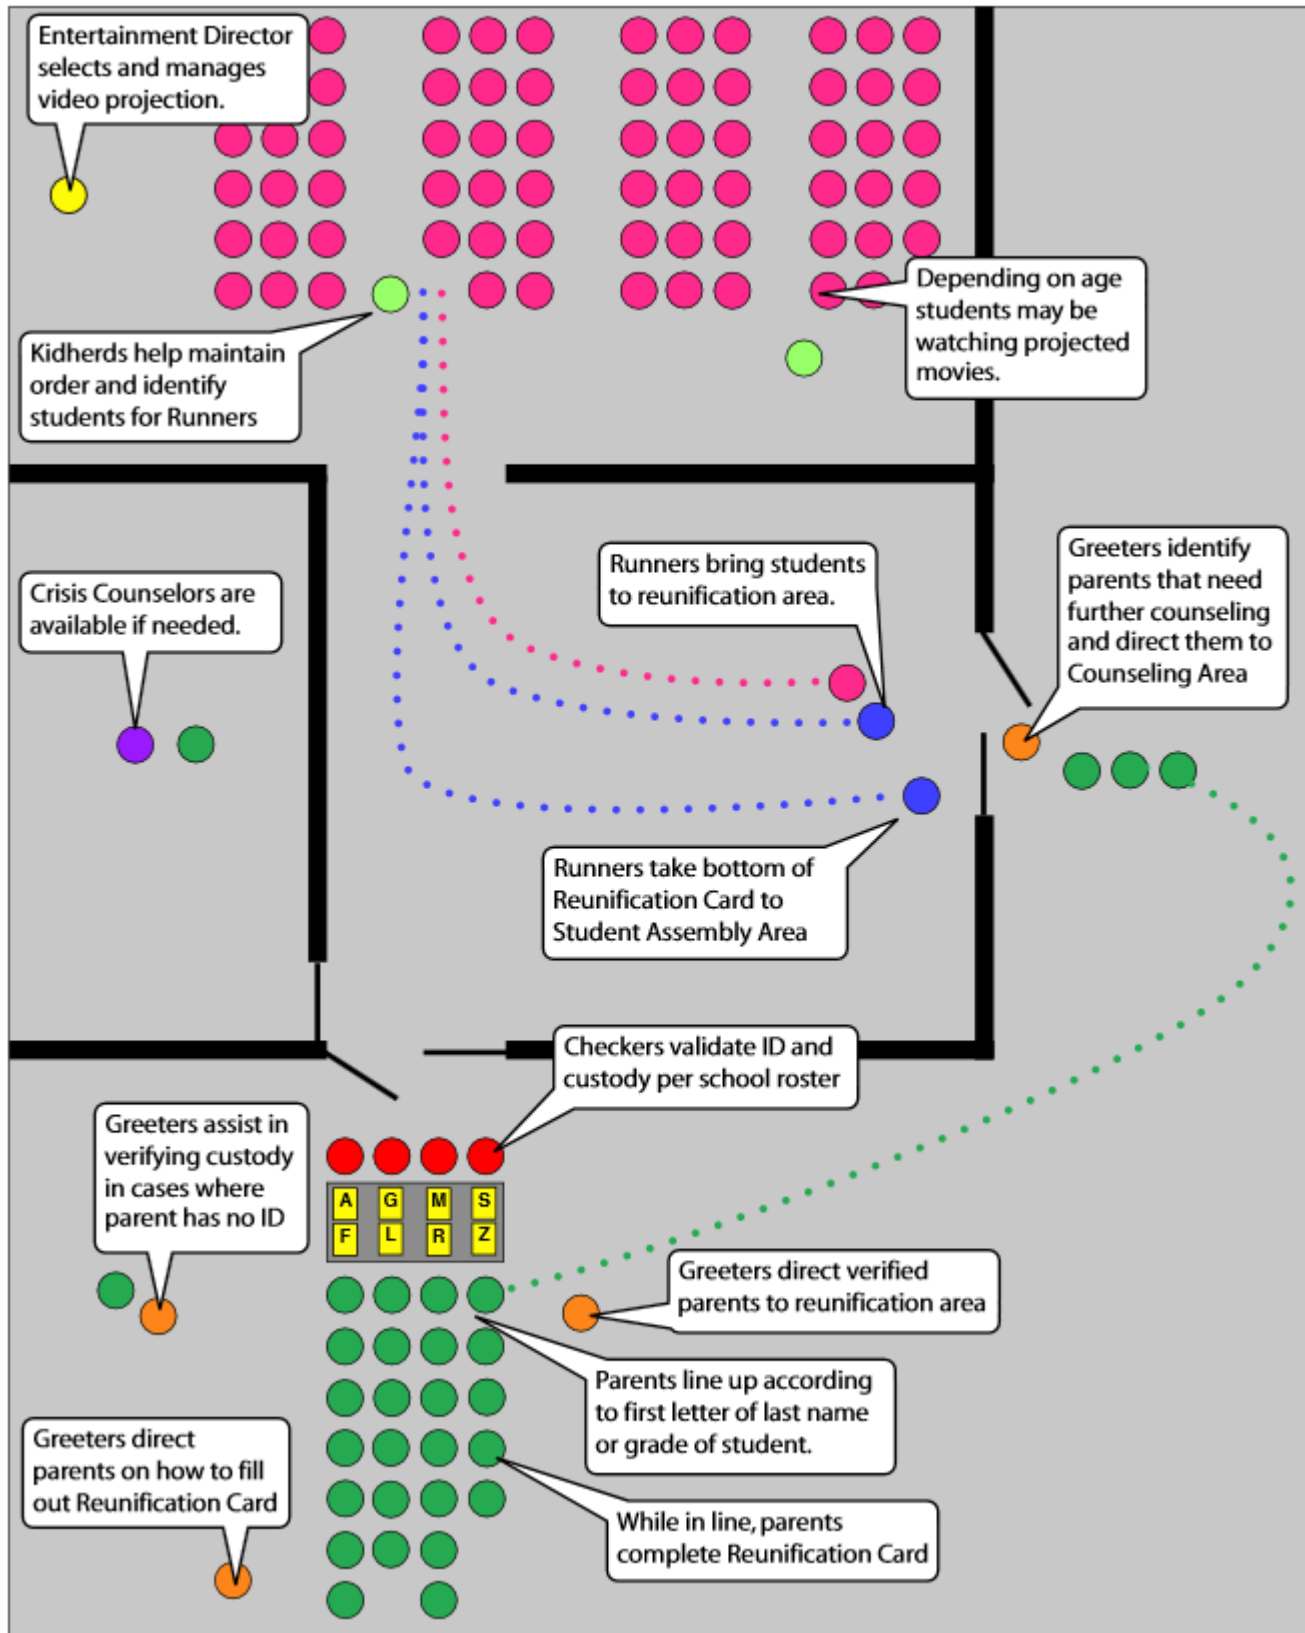 Entertainment Director
selects and manages
video projection.
Depending on age
students may be
watching projected
movies.
Kidherds help maintain
order and identify
students for Runners
Runners bring students
to reunification area.
Greeters identify
parents that need
further counseling
and direct them to
Counseling Area
Crisis Counselors are
available if needed.
Runners take bottom of
Reunification Card to
Student Assembly Area
Checkers validate ID and
custody per school roster
Greeters assist in
verifying custody
in cases where
parent has no ID
A G M S
F L R Z
Greeters direct verified
parents to reunification area
Parents line up according
to first letter of last name
or grade of student.
Greeters direct
parents on how to fill
out Reunification Card
While in line, parents
complete Reunification Card